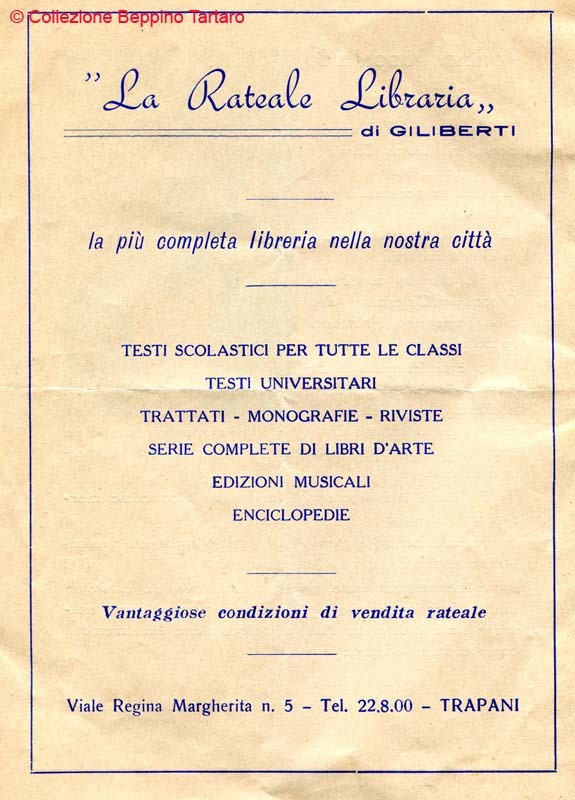 © Collezione Beppino Tartaro
"La Rateale Libraria„
di GILIBERTI
la più completa libreria nella nostra città
TESTI SCOLASTICI PER TUTTE LE CLASSI
TESTI UNIVERSITARI
TRATTATI - MONOGRAFIE - RIVISTE
SERIE COMPLETE DI LIBRI D'ARTE
EDIZIONI MUSICALI
ENCICLOPEDIE
Vantaggiose condizioni di vendita rateale
Viale Regina Margherita n. 5 - Tel. 22.8.00 - TRAPANI